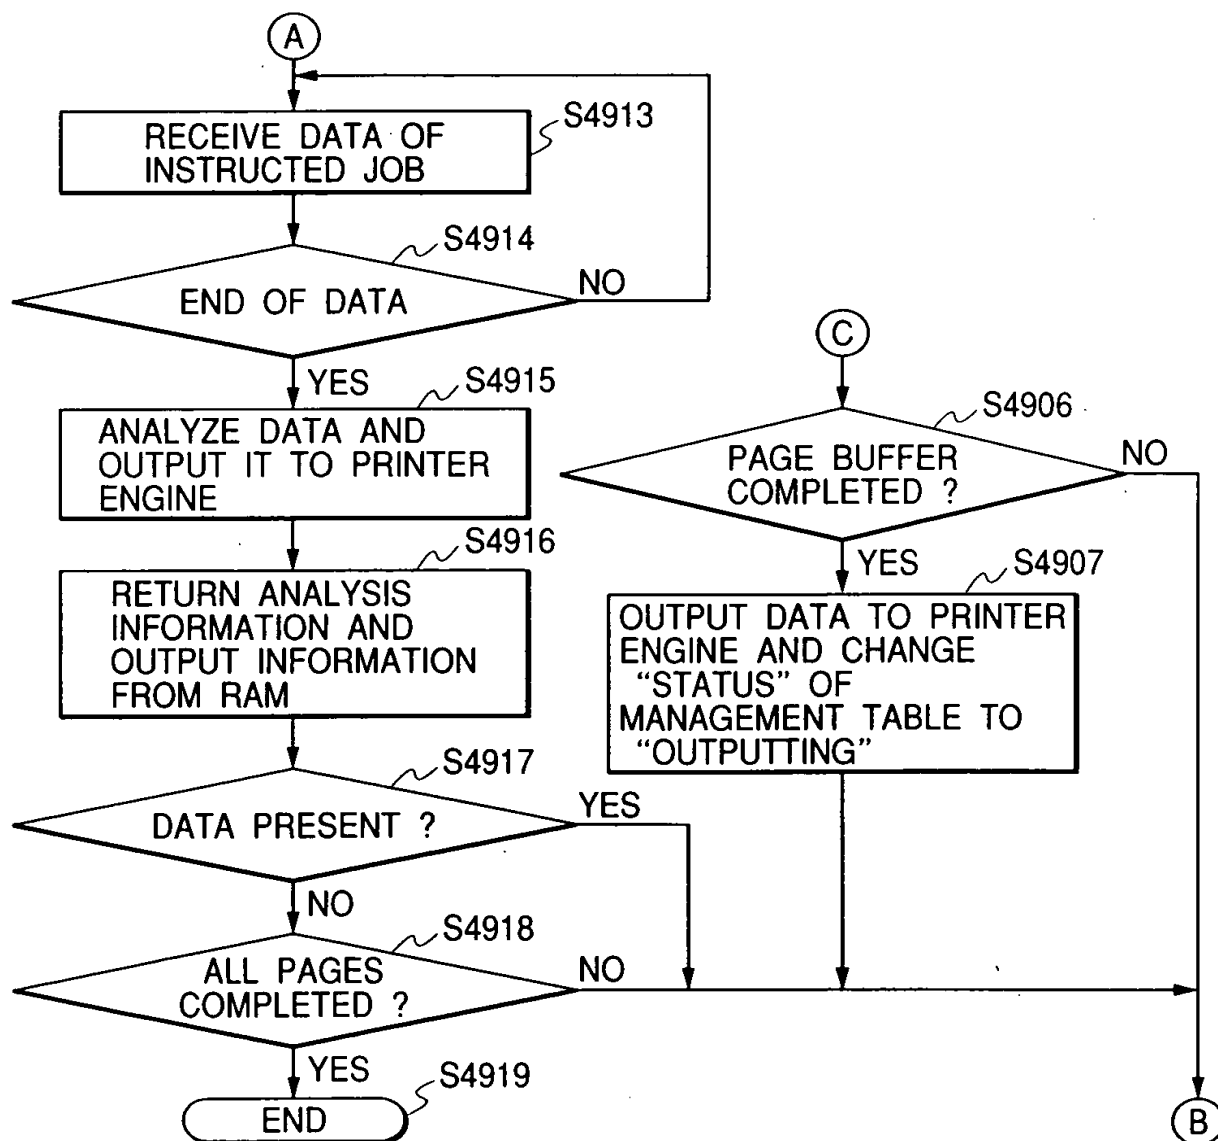 A
RECEIVE DATA OF
INSTRUCTED JOB
S4913
S4914
END OF DATA
NO
YES
S4915
ANALYZE DATA AND
OUTPUT IT TO PRINTER
ENGINE
S4916
RETURN ANALYSIS
INFORMATION AND
OUTPUT INFORMATION
FROM RAM
S4917
DATA PRESENT ?
YES
NO
S4918
ALL PAGES
COMPLETED ?
NO
YES
S4919
END
C
S4906
PAGE BUFFER
COMPLETED ?
NO
YES
S4907
OUTPUT DATA TO PRINTER
ENGINE AND CHANGE
“STATUS” OF
MANAGEMENT TABLE TO
“OUTPUTTING”
B